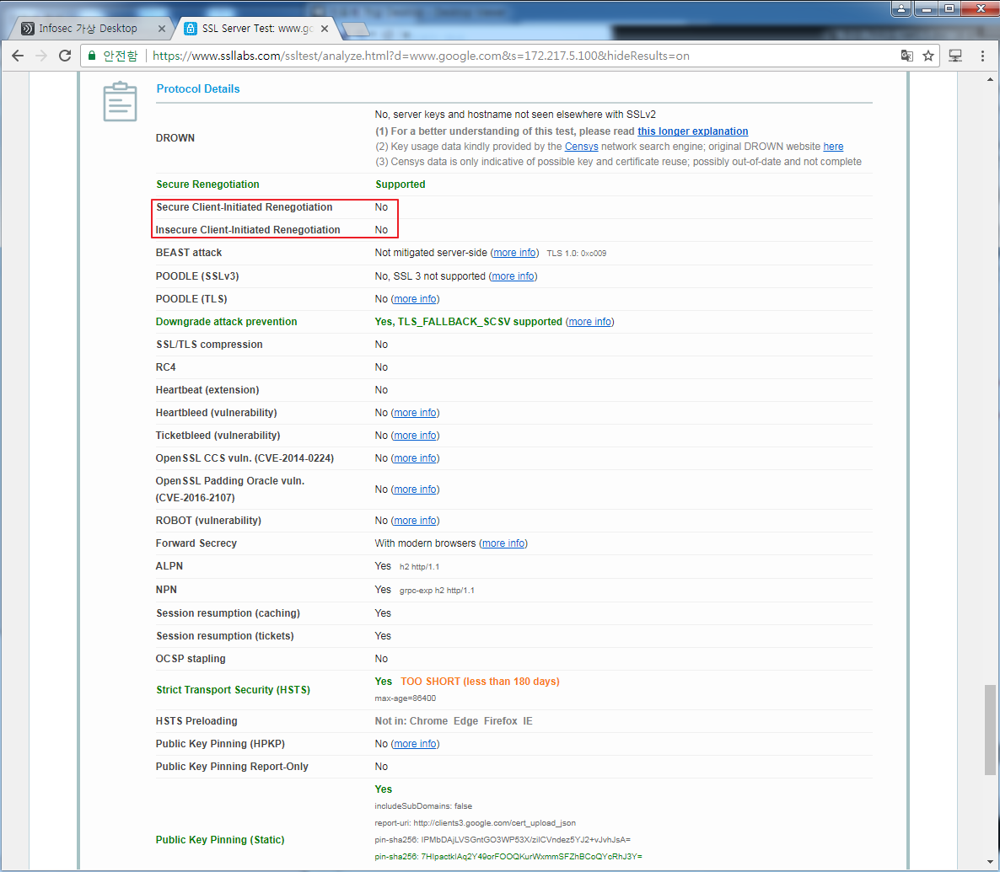 Infosec 가상 Desktop
SSL Server Test: www.go
안전함
https://www.ssllabs.com/ssltest/analyze.html?d=www.google.com&s=172.217.5.100&hideResults=on
Protocol Details
DROWN
No, server keys and hostname not seen elsewhere with SSLv2
(1) For a better understanding of this test, please read this longer explanation
(2) Key usage data kindly provided by the Censys network search engine; original DROWN website here
(3) Censys data is only indicative of possible key and certificate reuse; possibly out-of-date and not complete
Secure Renegotiation Supported
Secure Client-Initiated Renegotiation No
Insecure Client-Initiated Renegotiation No
BEAST attack Not mitigated server-side (more info) TLS 1.0: 0xc009
POODLE (SSLv3) No, SSL 3 not supported (more info)
POODLE (TLS) No (more info)
Downgrade attack prevention Yes, TLS_FALLBACK_SCSV supported (more info)
SSL/TLS compression No
RC4 No
Heartbeat (extension) No
Heartbleed (vulnerability) No (more info)
Ticketbleed (vulnerability) No (more info)
OpenSSL CCS vuln. (CVE-2014-0224) No (more info)
OpenSSL Padding Oracle vuln.
(CVE-2016-2107) No (more info)
ROBOT (vulnerability) No (more info)
Forward Secrecy With modern browsers (more info)
ALPN Yes h2 http/1.1
NPN Yes grpc-exp h2 http/1.1
Session resumption (caching) Yes
Session resumption (tickets) Yes
OCSP stapling No
Strict Transport Security (HSTS) Yes TOO SHORT (less than 180 days)
max-age=86400
HSTS Preloading Not in: Chrome Edge Firefox IE
Public Key Pinning (HPKP) No (more info)
Public Key Pinning Report-Only No
Public Key Pinning (Static) Yes
includeSubDomains: false
report-uri: http://clients3.google.com/cert_upload_json
pin-sha256: IPMbDAjLVSGntGO3WP53X/zilCVndez5YJ2+vJvhJsA=
pin-sha256: 7HIpactkIAq2Y49orFOOQKurWxmmSFZhBCoQYcRhJ3Y=